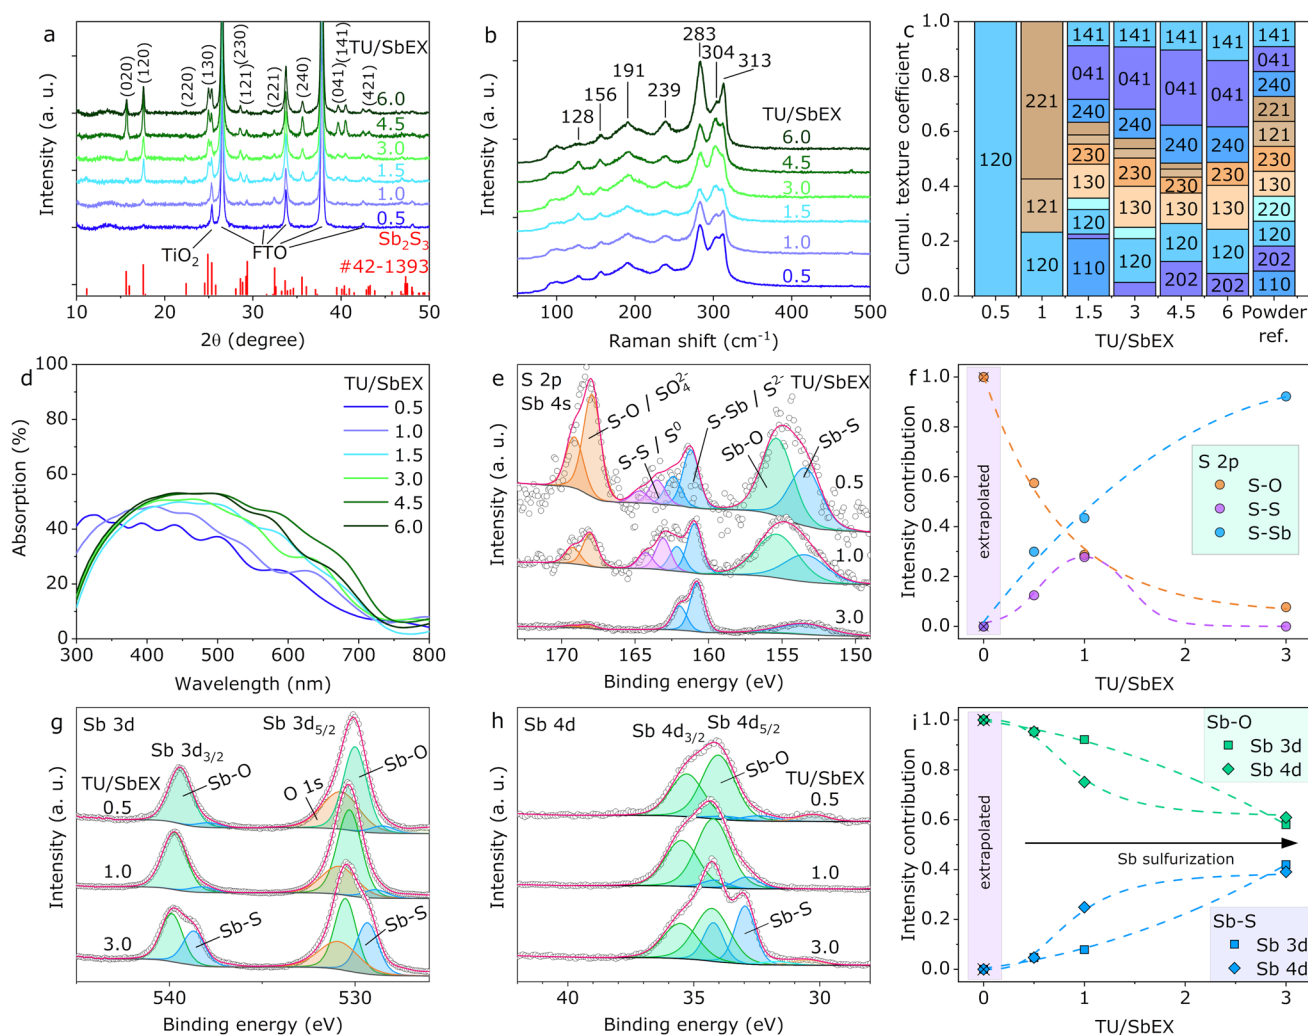 a
TU/SbEX
Intensity (a. u.)
(020)
(120)
(220)
(130)
(230)
(121)
(221)
(240)
(041)
(141)
(421)
6.0
4.5
3.0
1.5
1.0
0.5
TiO₂
FTO
Sb₂S₃
#42-1393
10 20 30 40 50
2θ (degree)
b
Intensity (a. u.)
128
156
191
239
283
304
313
TU/SbEX
6.0
4.5
3.0
1.5
1.0
0.5
50 100 150 200 250 300 350 400 450 500
Raman shift (cm⁻¹)
c
Cumul. texture coefficient
1.0
0.8
0.6
0.4
0.2
0.0
120
221
121
120
141
041
240
230
130
120
110
141
041
240
230
130
120
141
041
240
230
130
120
202
141
041
240
230
130
120
202
141
041
240
221
121
230
130
220
120
202
110
0.5 1 1.5 3 4.5 6 Powder
ref.
TU/SbEX
d
Absorption (%)
100
80
60
40
20
0
TU/SbEX
0.5
1.0
1.5
3.0
4.5
6.0
300 400 500 600 700 800
Wavelength (nm)
e
S 2p
Sb 4s
TU/SbEX
Intensity (a. u.)
S-O / SO₄²⁻
S-S / S⁰
S-Sb / S²⁻
Sb-O
Sb-S
0.5
1.0
3.0
170 165 160 155 150
Binding energy (eV)
f
Intensity contribution
1.0
0.8
0.6
0.4
0.2
0.0
extrapolated
S 2p
S-O
S-S
S-Sb
0 1 2 3
TU/SbEX
g
Sb 3d
Intensity (a. u.)
Sb 3d₃/₂
Sb 3d₅/₂
TU/SbEX
Sb-O
O 1s
Sb-O
0.5
1.0
3.0
Sb-S
Sb-S
540 530
Binding energy (eV)
h
Sb 4d
Intensity (a. u.)
Sb 4d₃/₂
Sb 4d₅/₂
Sb-O
TU/SbEX
0.5
1.0
Sb-S
3.0
40 35 30
Binding energy (eV)
i
Intensity contribution
1.0
0.8
0.6
0.4
0.2
0.0
extrapolated
Sb-O
Sb 3d
Sb 4d
Sb sulfurization
Sb-S
Sb 3d
Sb 4d
0 1 2 3
TU/SbEX